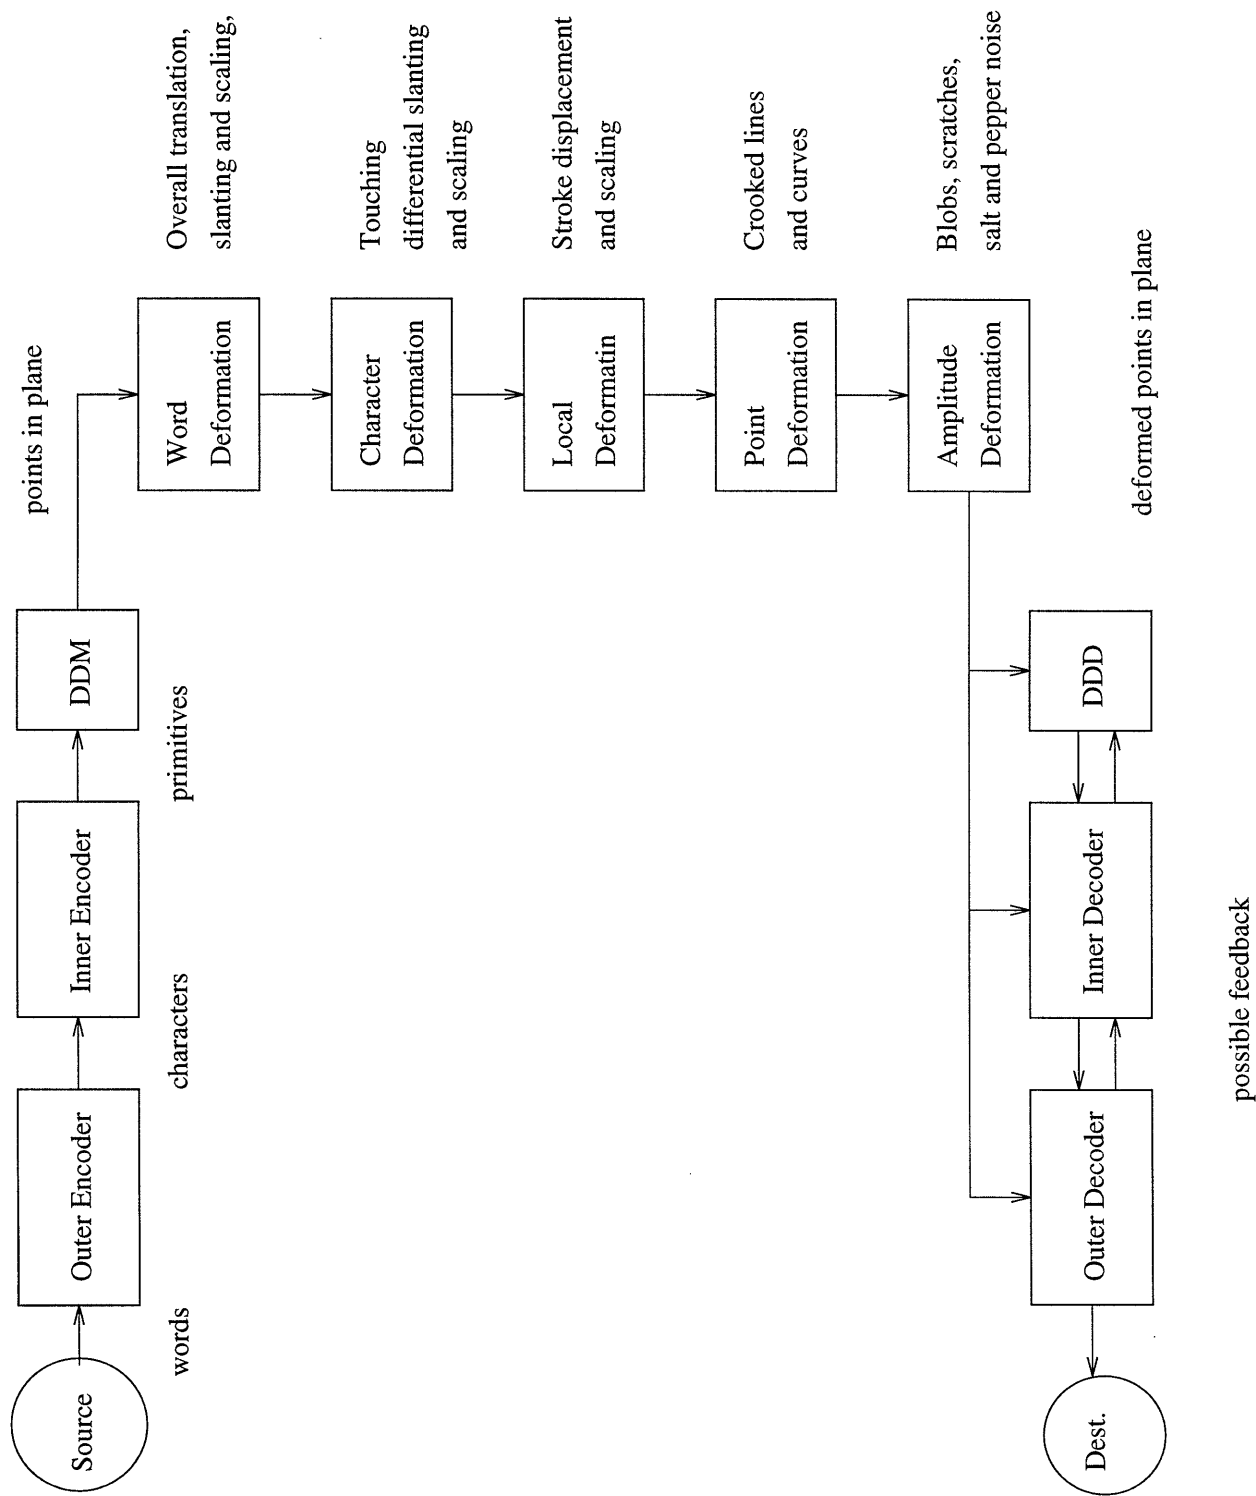 Source
words
Outer Encoder
characters
Inner Encoder
primitives
DDM
points in plane
Word
Deformation
Overall translation,
slanting and scaling,
Character
Deformation
Touching
differential slanting
and scaling
Local
Deformatin
Stroke displacement
and scaling
Point
Deformation
Crooked lines
and curves
Amplitude
Deformation
Blobs, scratches,
salt and pepper noise
deformed points in plane
DDD
Inner Decoder
Outer Decoder
Dest.
possible feedback